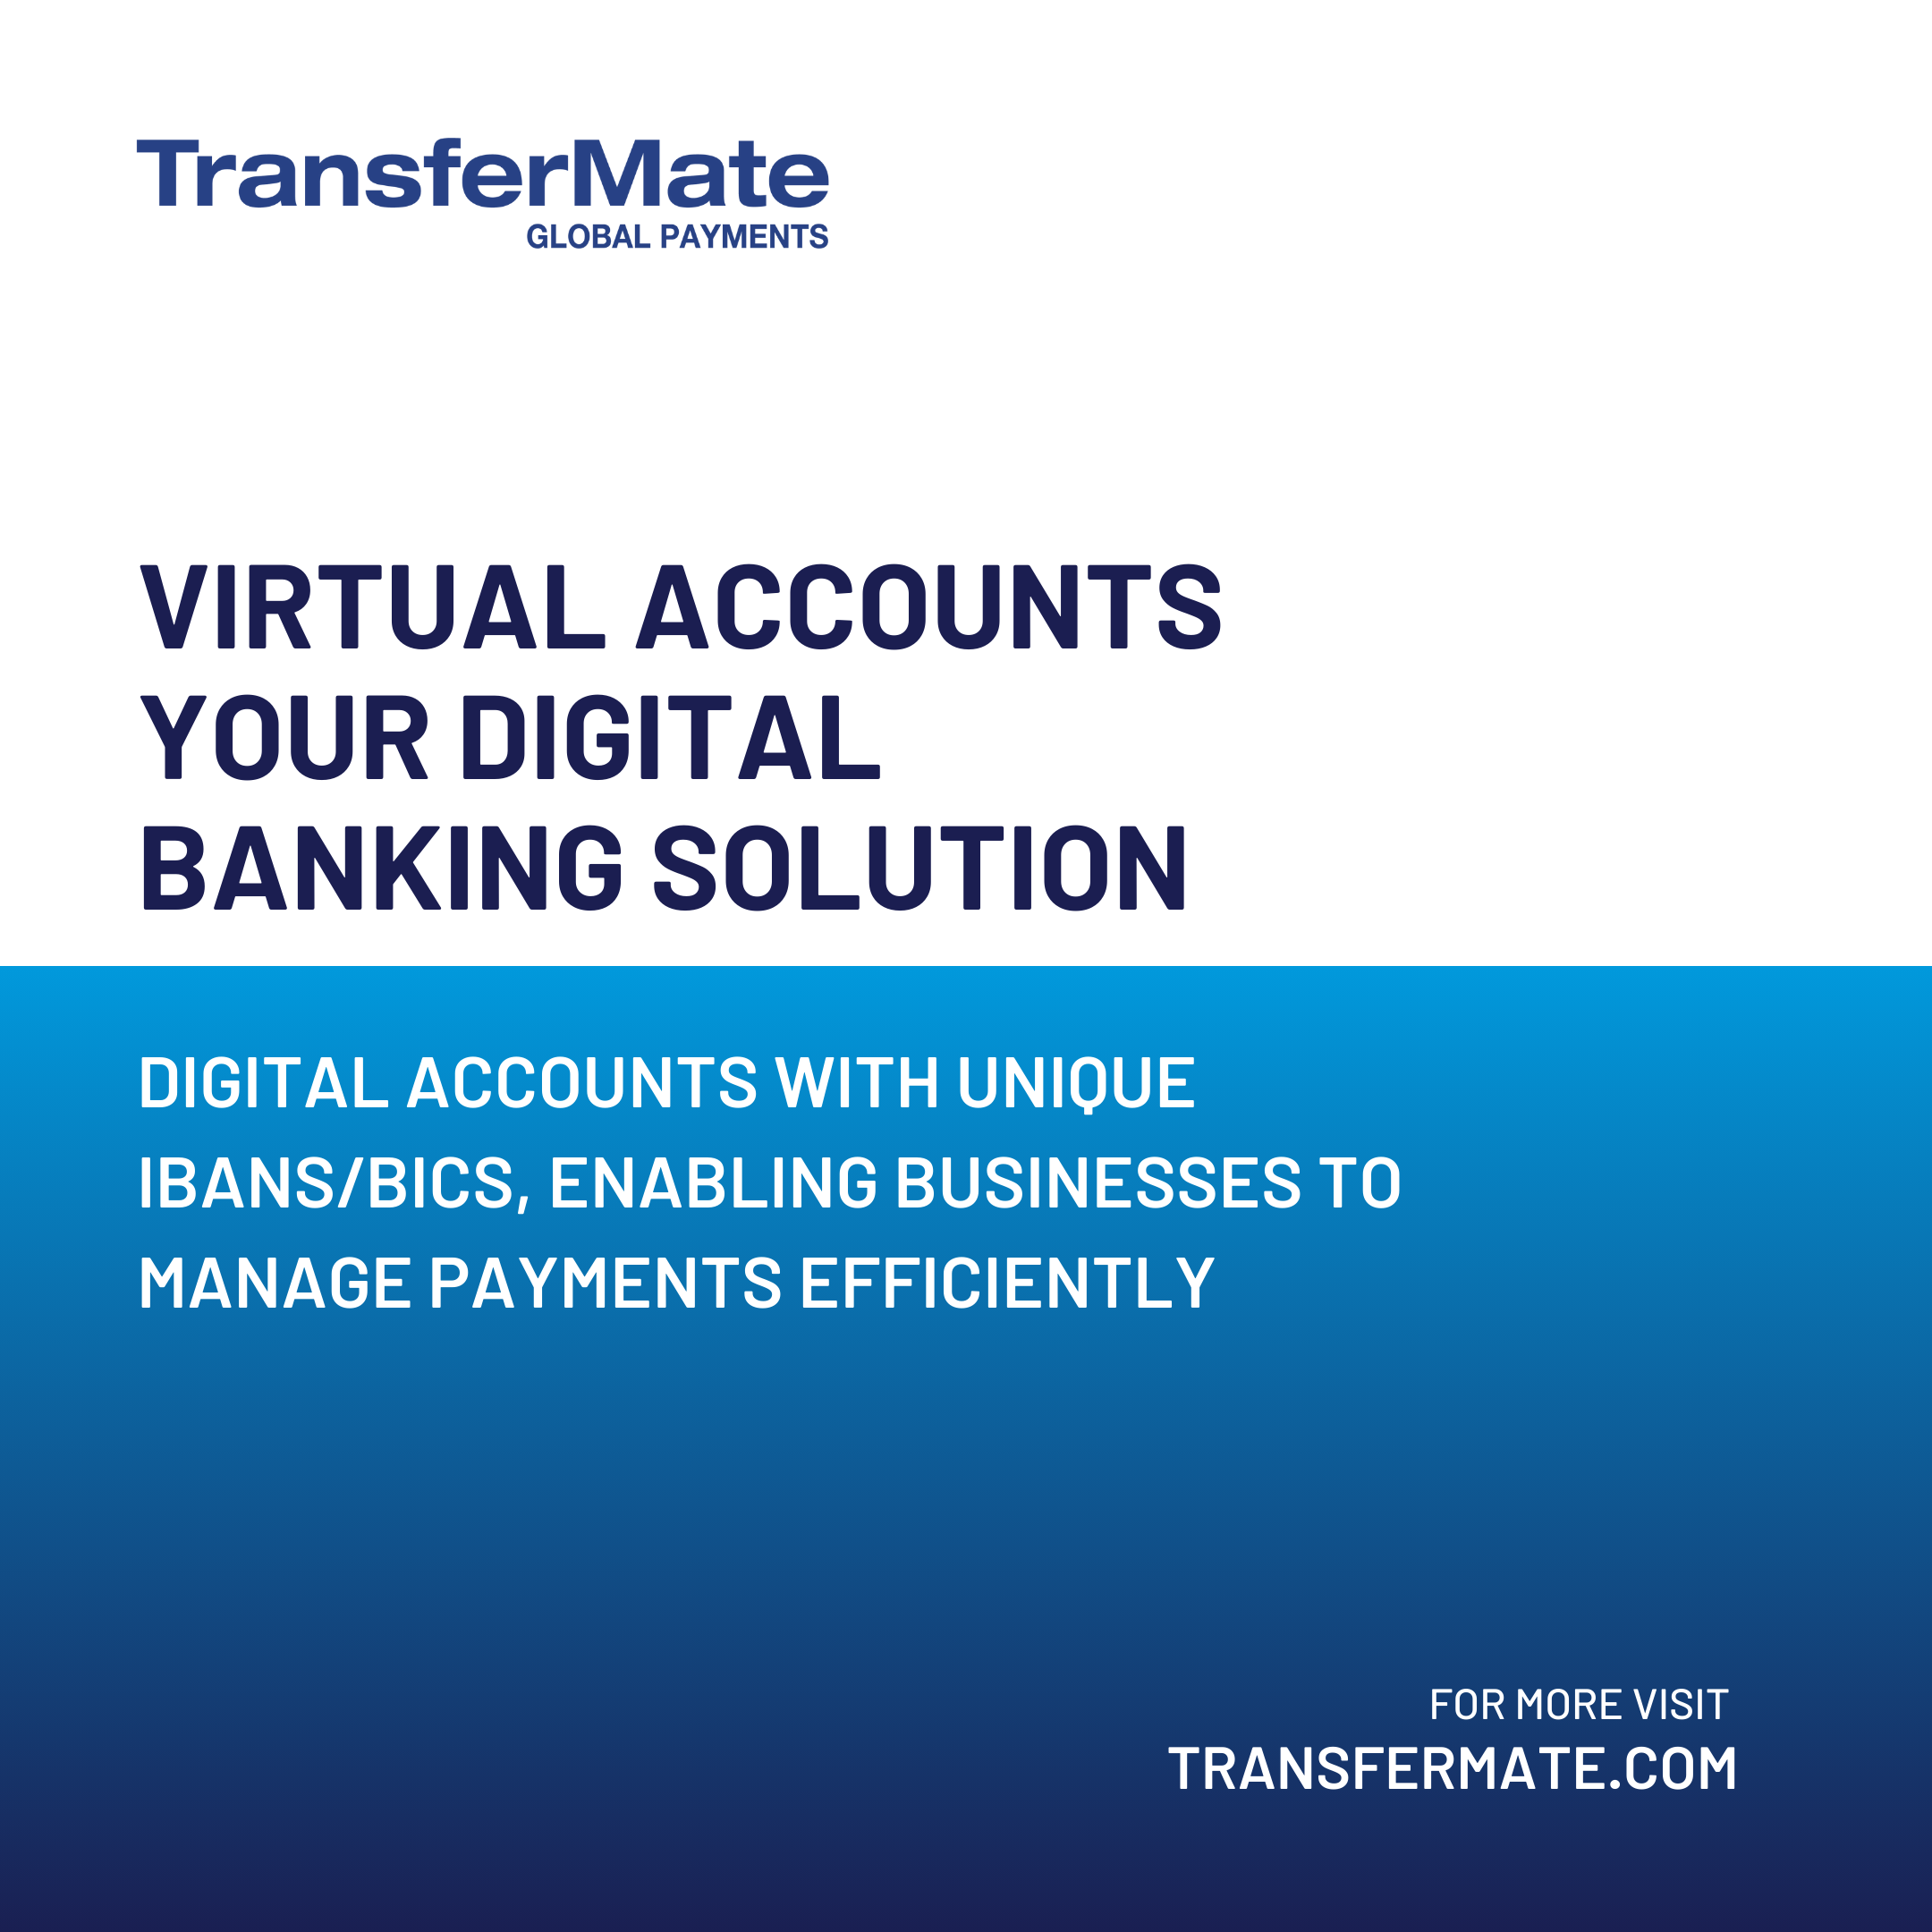 TransferMate
GLOBAL PAYMENTS
VIRTUAL ACCOUNTS
YOUR DIGITAL
BANKING SOLUTION
DIGITAL ACCOUNTS WITH UNIQUE
IBANS/BICS, ENABLING BUSINESSES TO
MANAGE PAYMENTS EFFICIENTLY
FOR MORE VISIT
TRANSFERMATE.COM